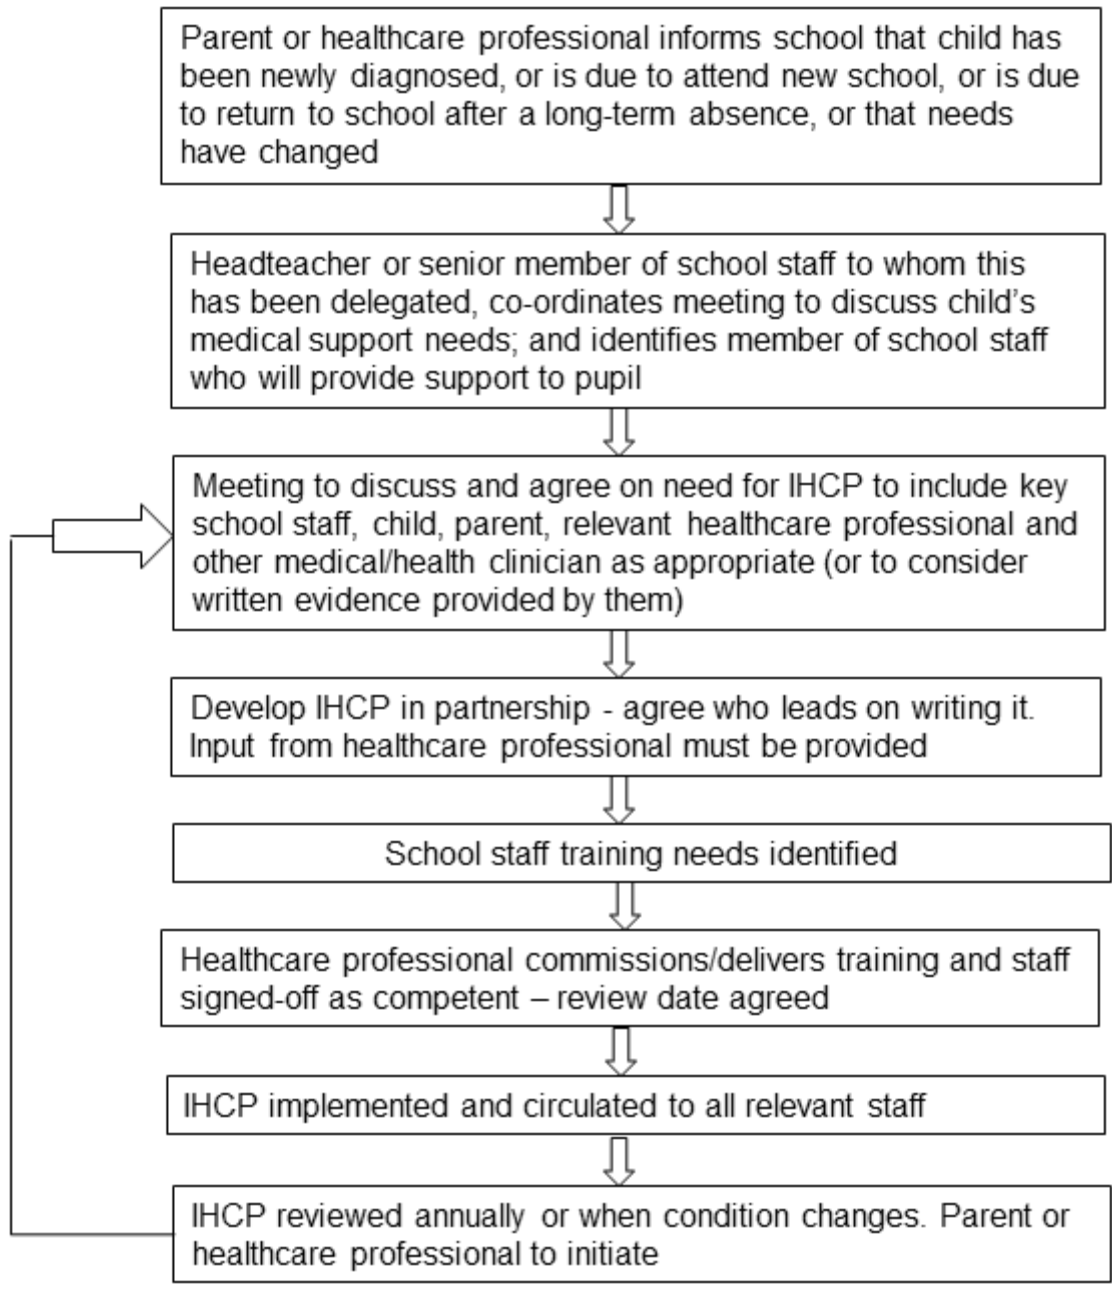 Parent or healthcare professional informs school that child has
been newly diagnosed, or is due to attend new school, or is due
to return to school after a long-term absence, or that needs
have changed
Headteacher or senior member of school staff to whom this
has been delegated, co-ordinates meeting to discuss child's
medical support needs; and identifies member of school staff
who will provide support to pupil
Meeting to discuss and agree on need for IHCP to include key
school staff, child, parent, relevant healthcare professional and
other medical/health clinician as appropriate (or to consider
written evidence provided by them)
Develop IHCP in partnership - agree who leads on writing it.
Input from healthcare professional must be provided
School staff training needs identified
Healthcare professional commissions/delivers training and staff
signed-off as competent – review date agreed
IHCP implemented and circulated to all relevant staff
IHCP reviewed annually or when condition changes. Parent or
healthcare professional to initiate